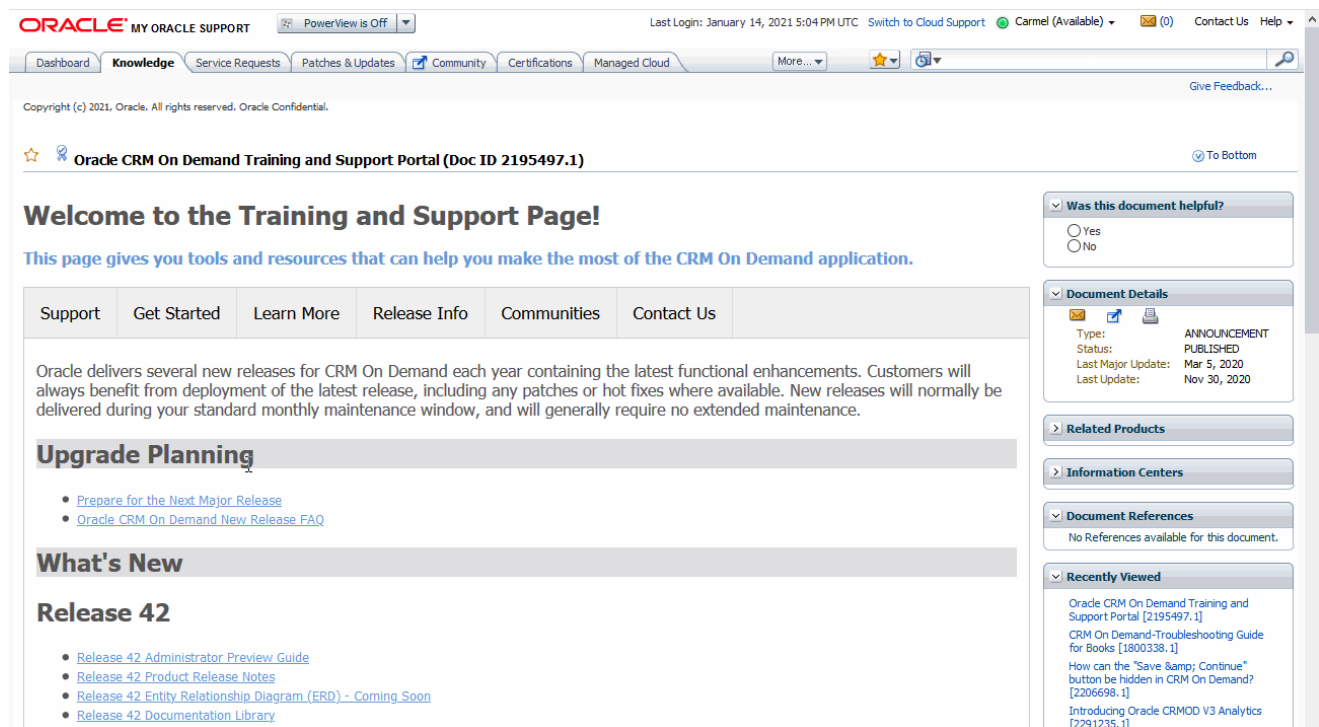 ORACLE® MY ORACLE SUPPORT
PowerView is Off
Last Login: January 14, 2021 5:04 PM UTC Switch to Cloud Support Carmel (Available) (0) Contact Us Help
Dashboard Knowledge Service Requests Patches & Updates Community Certifications Managed Cloud More...
Give Feedback...
Copyright (c) 2021, Oracle. All rights reserved. Oracle Confidential.
Oracle CRM On Demand Training and Support Portal (Doc ID 2195497.1)
To Bottom
Welcome to the Training and Support Page!
This page gives you tools and resources that can help you make the most of the CRM On Demand application.
Support Get Started Learn More Release Info Communities Contact Us
Oracle delivers several new releases for CRM On Demand each year containing the latest functional enhancements. Customers will
always benefit from deployment of the latest release, including any patches or hot fixes where available. New releases will normally be
delivered during your standard monthly maintenance window, and will generally require no extended maintenance.
Upgrade Planning
Prepare for the Next Major Release
Oracle CRM On Demand New Release FAQ
What's New
Release 42
Release 42 Administrator Preview Guide
Release 42 Product Release Notes
Release 42 Entity Relationship Diagram (ERD) - Coming Soon
Release 42 Documentation Library
Was this document helpful?
Yes
No
Document Details
Type: ANNOUNCEMENT
Status: PUBLISHED
Last Major Update: Mar 5, 2020
Last Update: Nov 30, 2020
Related Products
Information Centers
Document References
No References available for this document.
Recently Viewed
Oracle CRM On Demand Training and
Support Portal [2195497.1]
CRM On Demand-Troubleshooting Guide
for Books [1800338.1]
How can the "Save &amp; Continue"
button be hidden in CRM On Demand?
[2206698.1]
Introducing Oracle CRMOD V3 Analytics
[2291235.1]